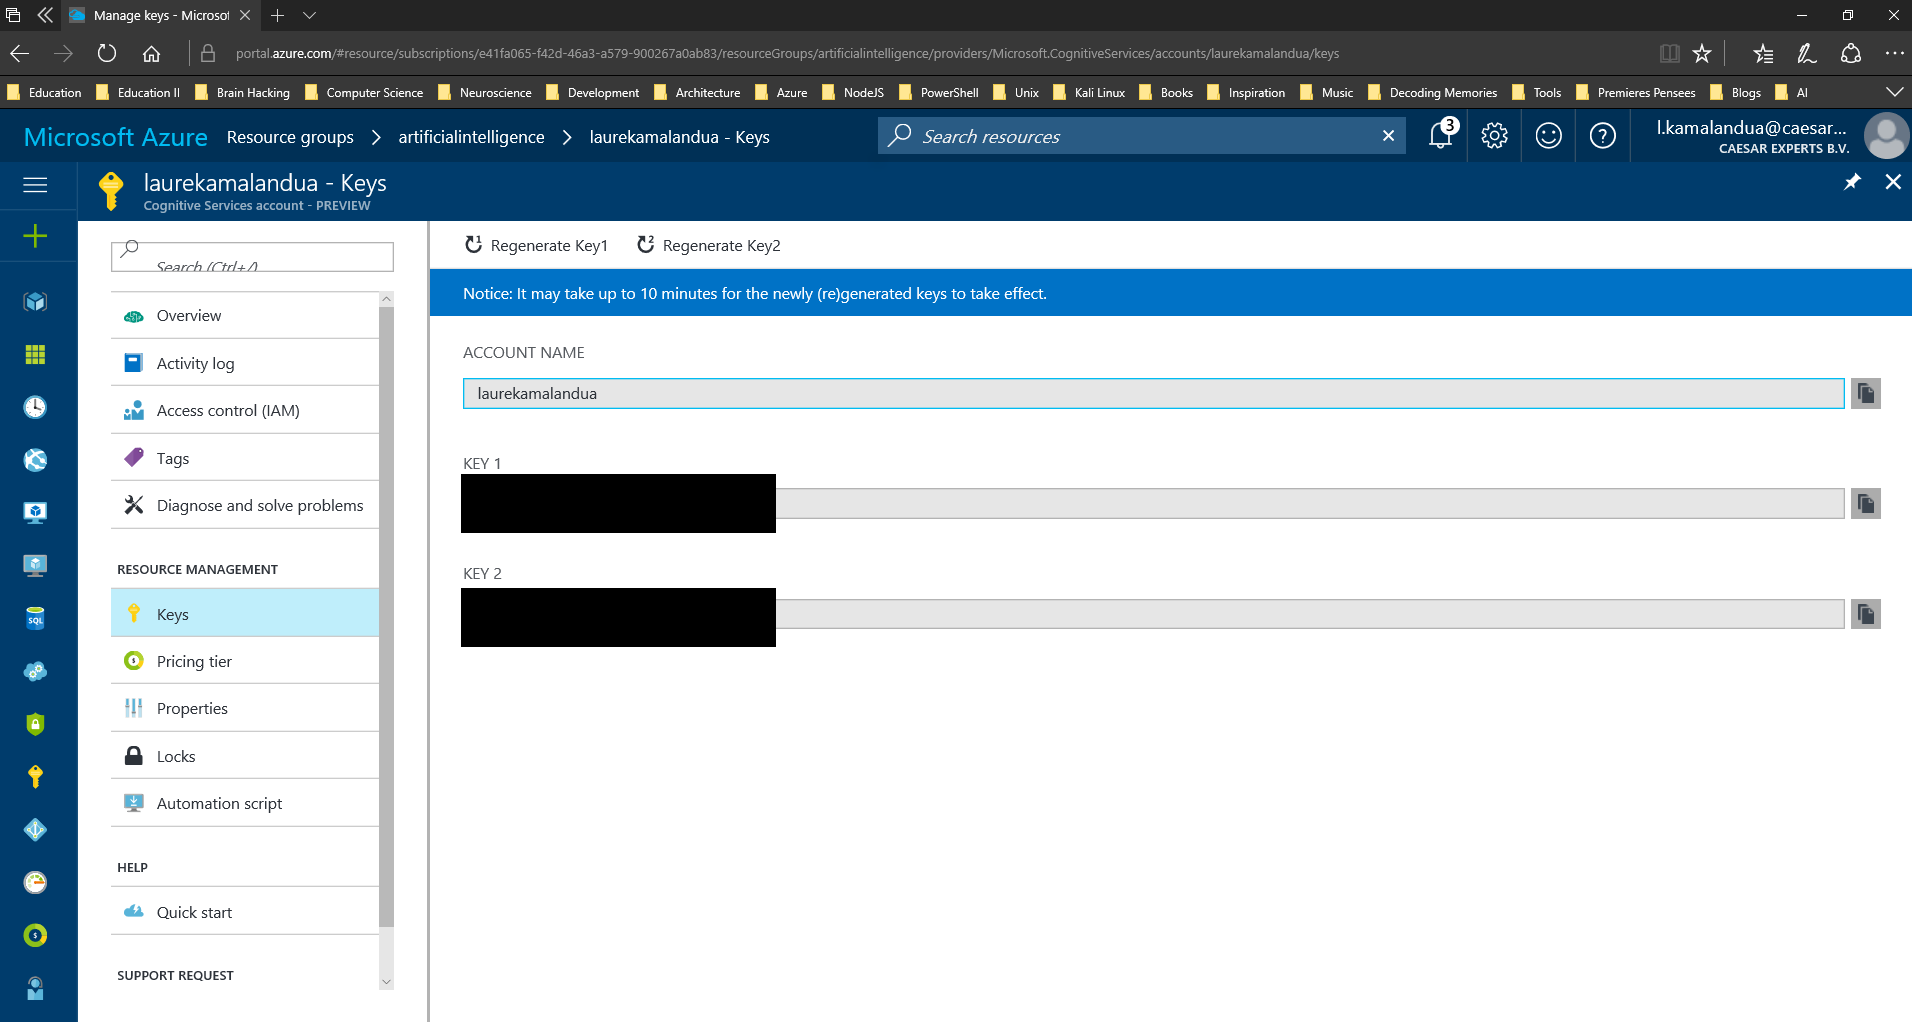 Manage keys - Microsof
portal.azure.com/#resource/subscriptions/e41fa065-f42d-46a3-a579-900267a0ab83/resourceGroups/artificialintelligence/providers/Microsoft.CognitiveServices/accounts/laurekamalandua/keys
Education Education II Brain Hacking Computer Science Neuroscience Development Architecture Azure NodeJS PowerShell Unix Kali Linux Books Inspiration Music Decoding Memories Tools Premieres Pensees Blogs AI
Microsoft Azure Resource groups > artificialintelligence > laurekamalandua - Keys
Search resources
3
l.kamalandua@caesar...
CAESAR EXPERTS B.V.
laurekamalandua - Keys
Cognitive Services account - PREVIEW
Search (Ctrl+/)
Overview
Activity log
Access control (IAM)
Tags
Diagnose and solve problems
RESOURCE MANAGEMENT
Keys
Pricing tier
Properties
Locks
Automation script
HELP
Quick start
SUPPORT REQUEST
SQL
1 Regenerate Key1 2 Regenerate Key2
Notice: It may take up to 10 minutes for the newly (re)generated keys to take effect.
ACCOUNT NAME
laurekamalandua
KEY 1
KEY 2